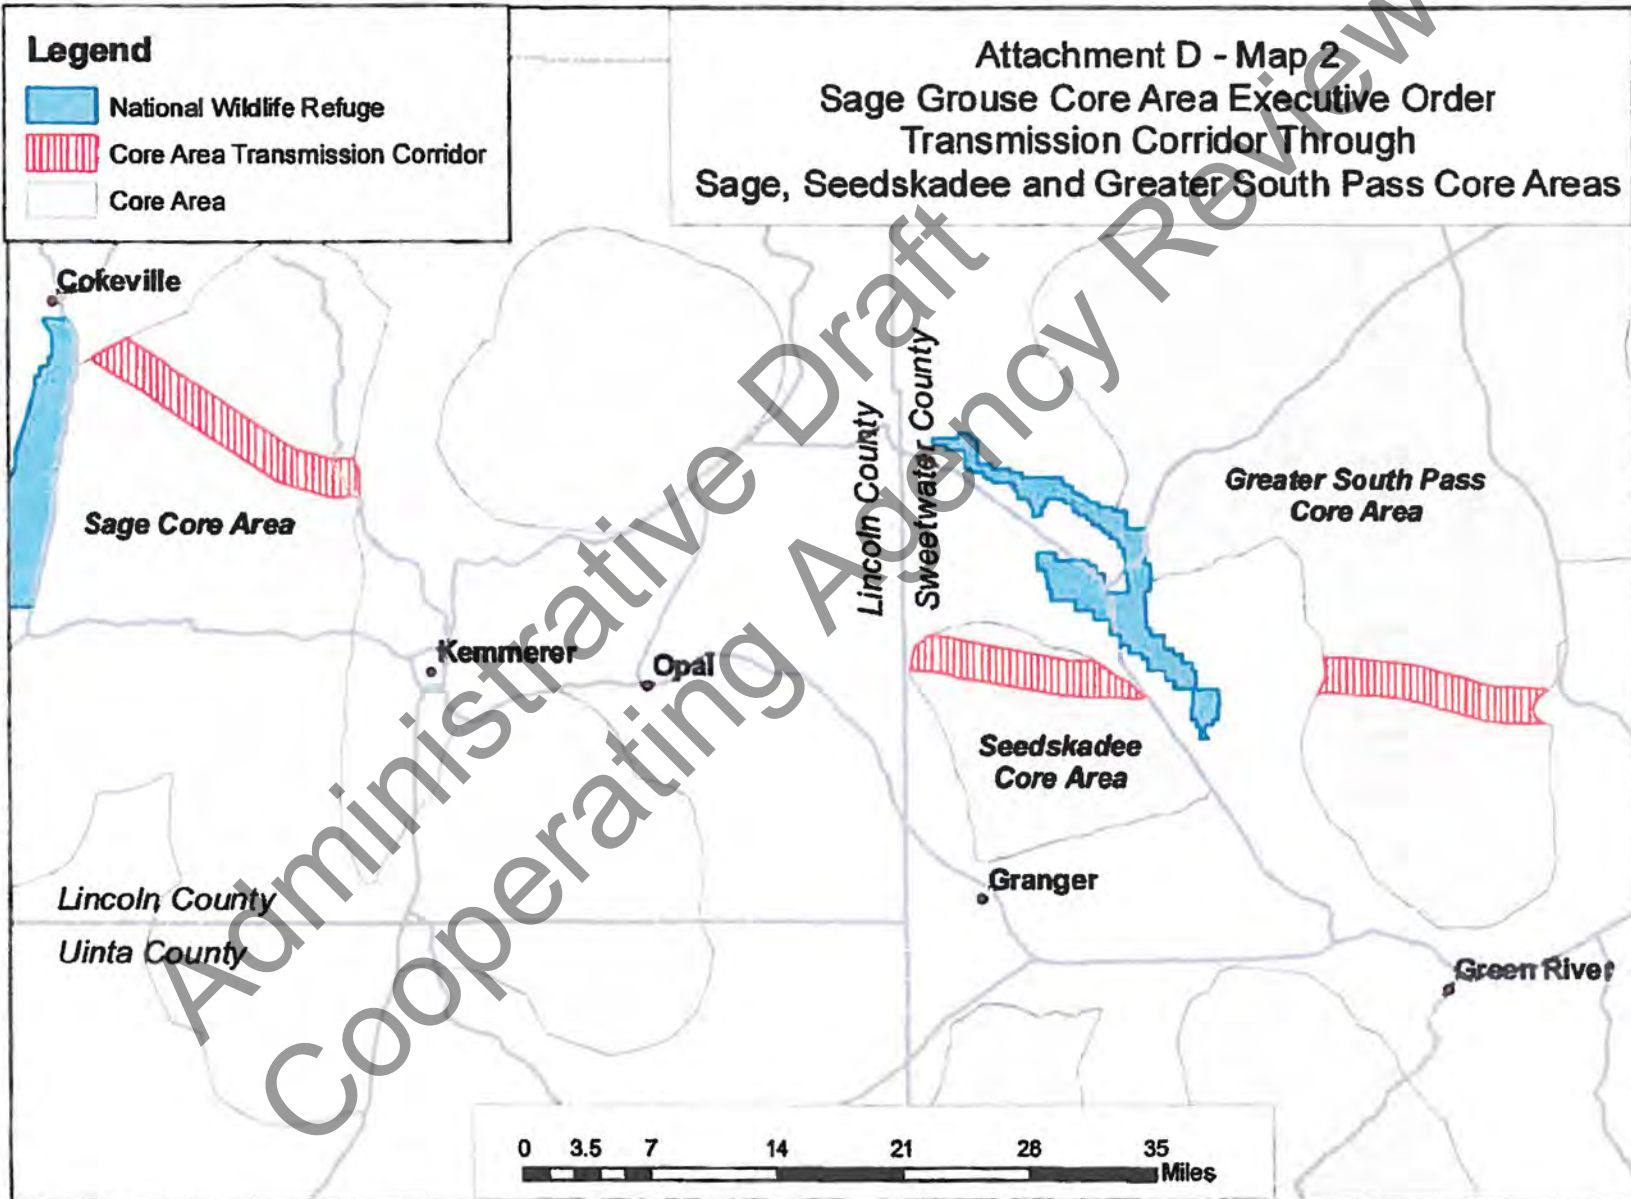 Legend
National Wildlife Refuge
Core Area Transmission Corridor
Core Area
Attachment D - Map 2
Sage Grouse Core Area Executive Order
Transmission Corridor Through
Sage, Seedskadee and Greater South Pass Core Areas
Cokeville
Sage Core Area
Lincoln County
Sweetwater County
Greater South Pass
Core Area
Kemmerer
Opal
Seedskadee
Core Area
Granger
Lincoln County
Uinta County
Green River
0 3.5 7 14 21 28 35
Miles
Administrative Draft
Cooperating Agency Review